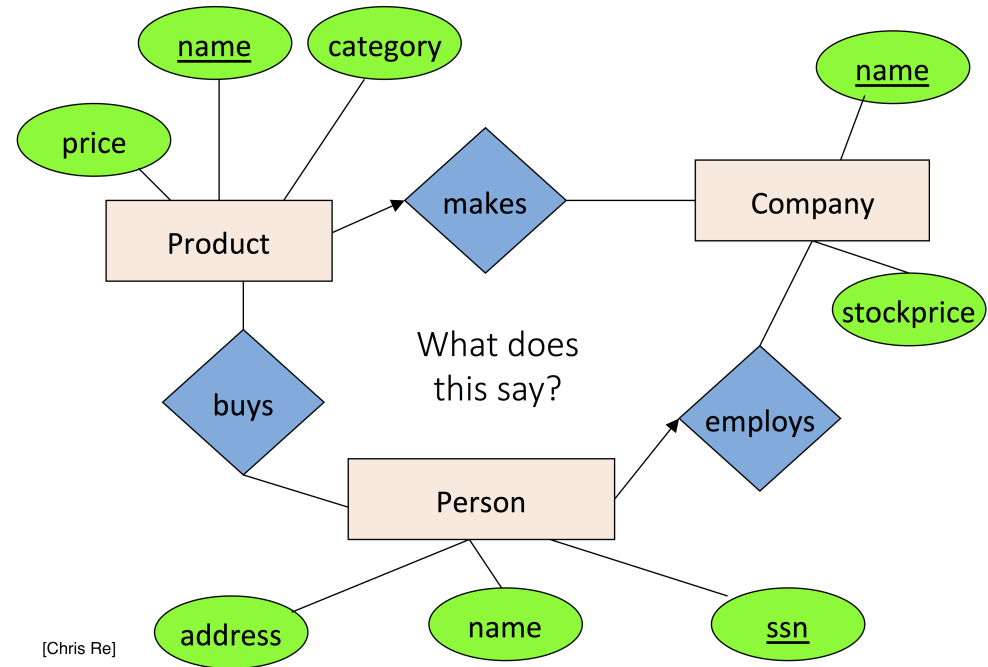 name
category
name
price
makes
Company
Product
stockprice
What does
this say?
buys
employs
Person
address
name
ssn
[Chris Re]